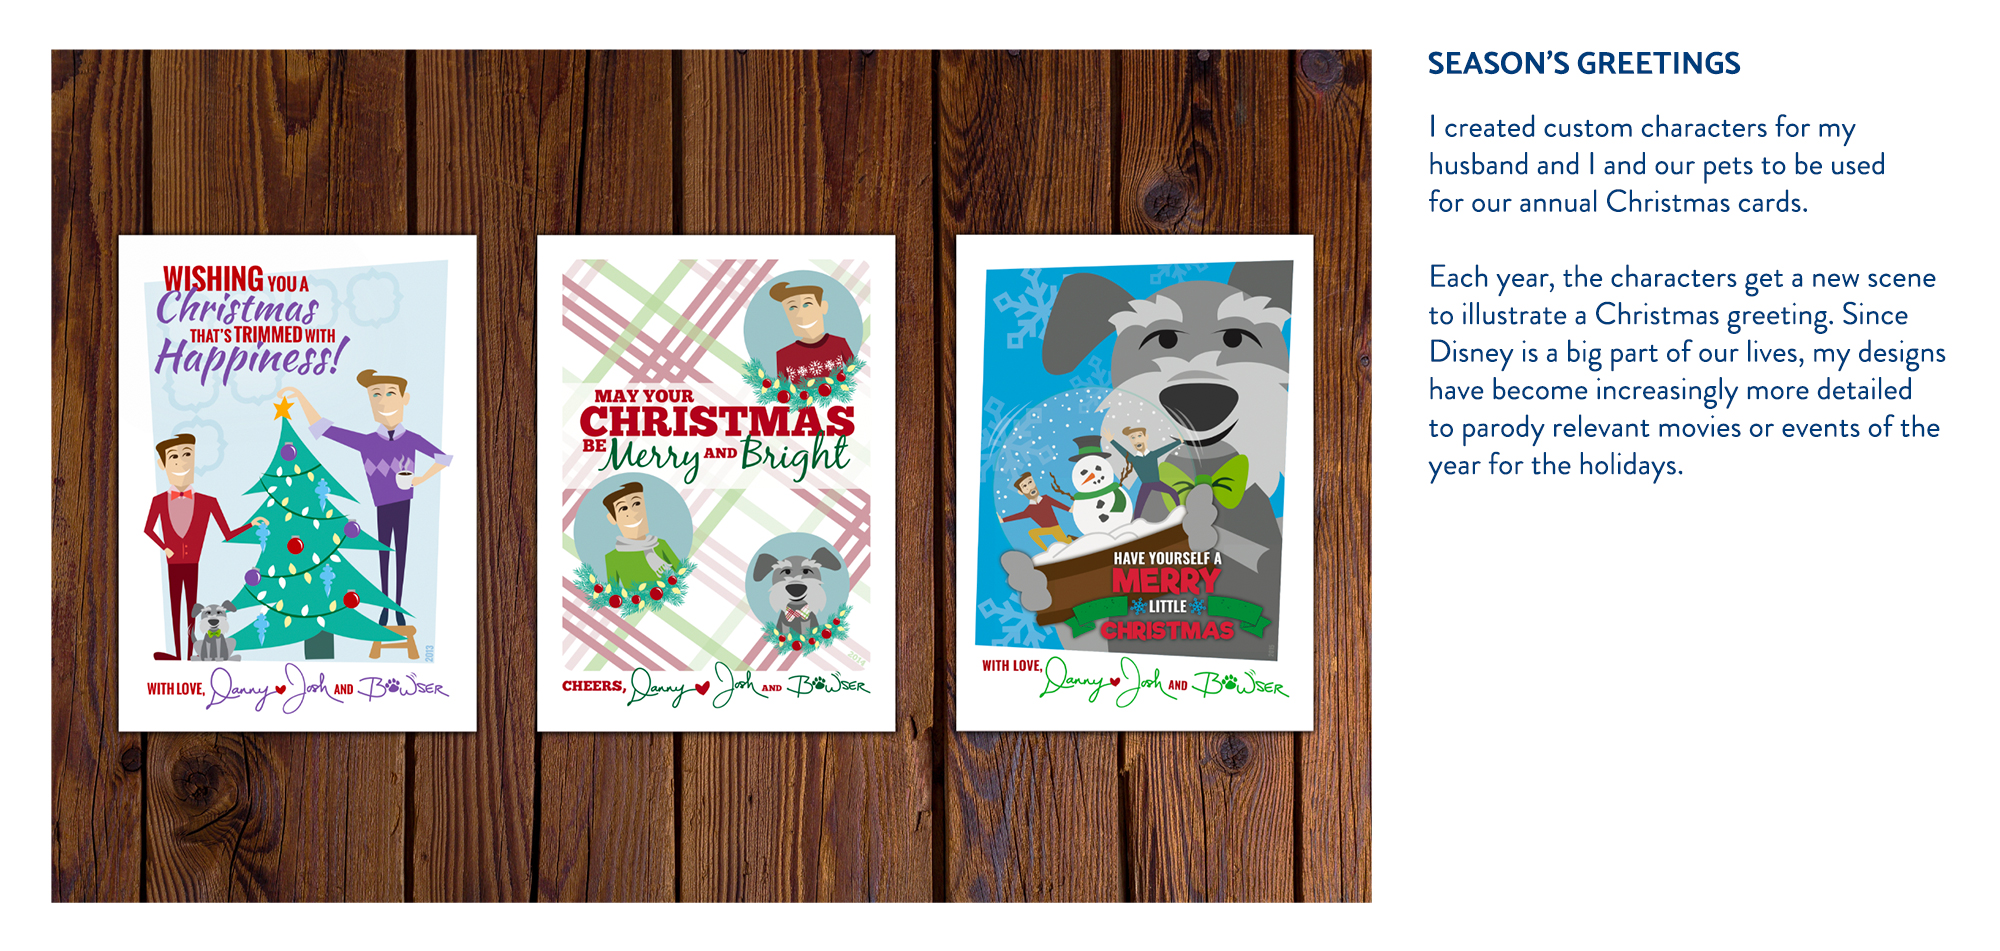 WISHING YOU A
Christmas
THAT'S TRIMMED WITH
Happiness!
2013
WITH LOVE, Danny Josh AND BOWSER
MAY YOUR
CHRISTMAS
BE Merry AND Bright
CHEERS, Danny Josh AND BOWSER
HAVE YOURSELF A
MERRY
LITTLE
CHRISTMAS
WITH LOVE, Danny Josh AND BOWSER
SEASON'S GREETINGS
I created custom characters for my
husband and I and our pets to be used
for our annual Christmas cards.
Each year, the characters get a new scene
to illustrate a Christmas greeting. Since
Disney is a big part of our lives, my designs
have become increasingly more detailed
to parody relevant movies or events of the
year for the holidays.